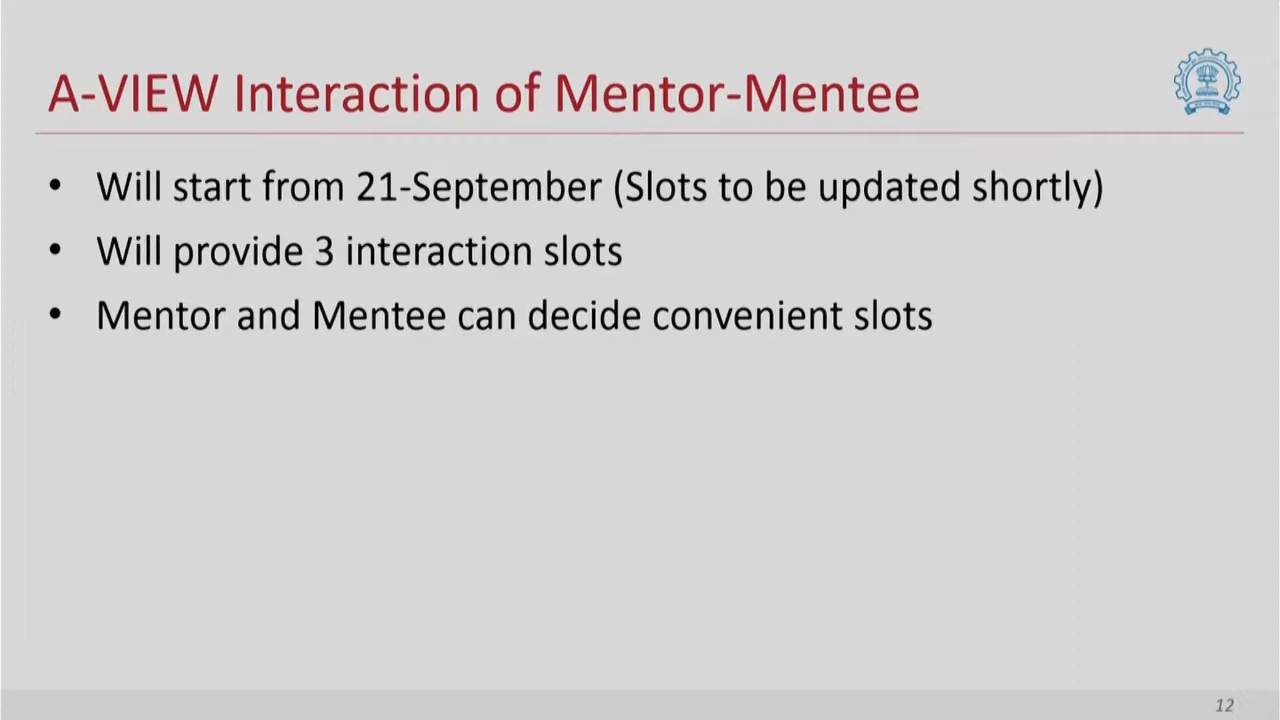 A-VIEW Interaction of Mentor-Mentee
• Will start from 21-September (Slots to be updated shortly)
• Will provide 3 interaction slots
• Mentor and Mentee can decide convenient slots
12